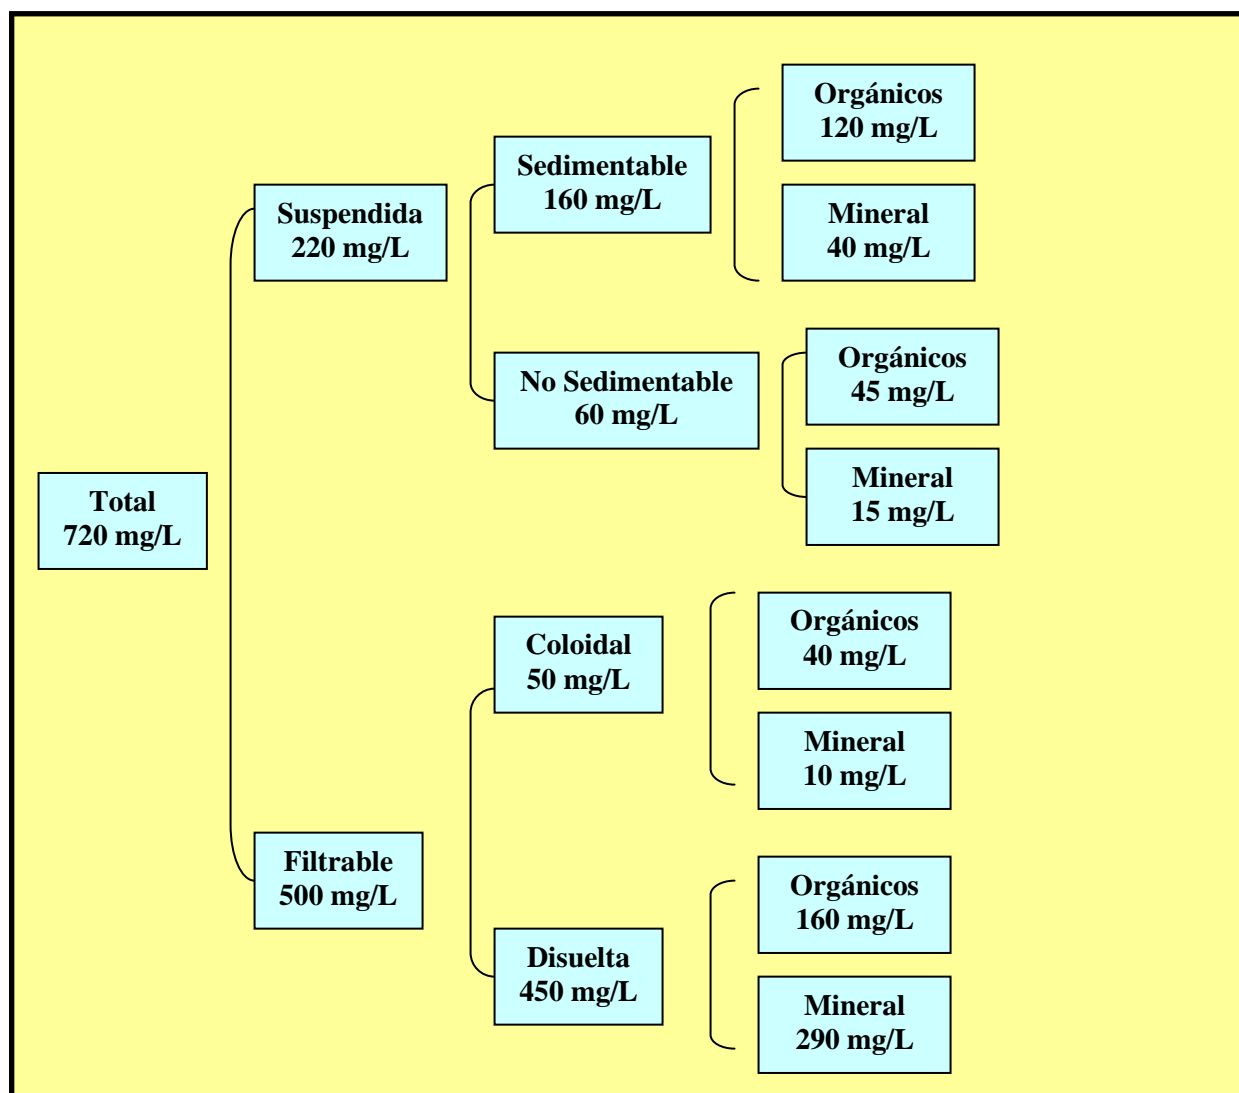 Orgánicos
120 mg/L
Sedimentable
160 mg/L
Suspendida
220 mg/L
Mineral
40 mg/L
No Sedimentable
60 mg/L
Orgánicos
45 mg/L
Mineral
15 mg/L
Total
720 mg/L
Coloidal
50 mg/L
Orgánicos
40 mg/L
Mineral
10 mg/L
Filtrable
500 mg/L
Orgánicos
160 mg/L
Disuelta
450 mg/L
Mineral
290 mg/L